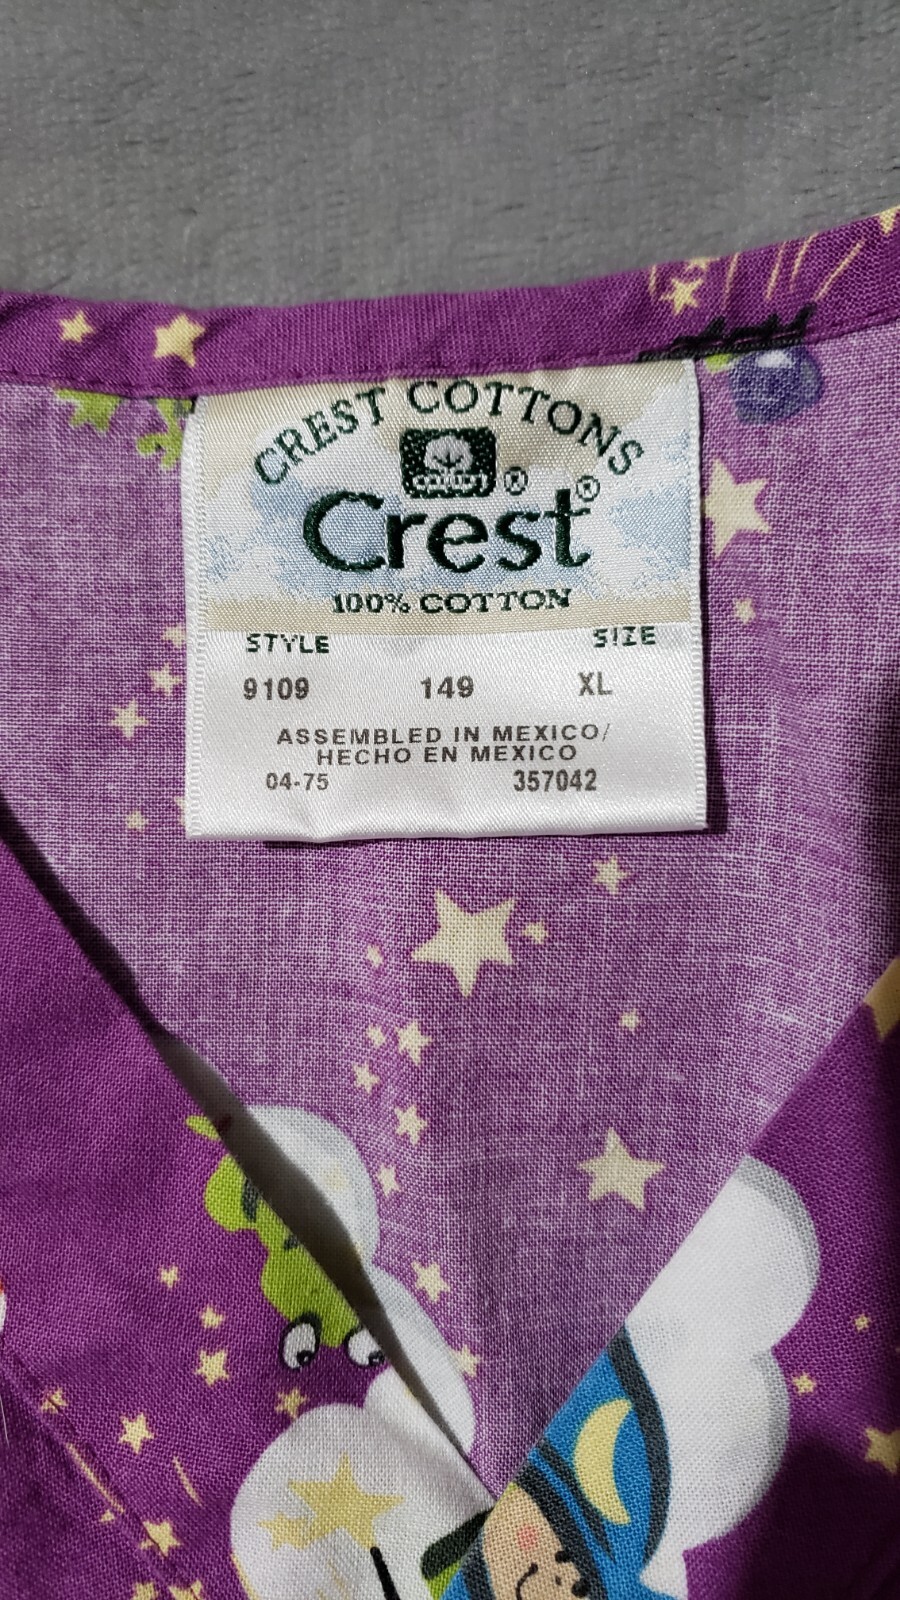 CREST COTTONS
®
Crest®
100% COTTON
STYLE SIZE
9109 149 XL
ASSEMBLED IN MEXICO/
HECHO EN MEXICO
04-75 357042